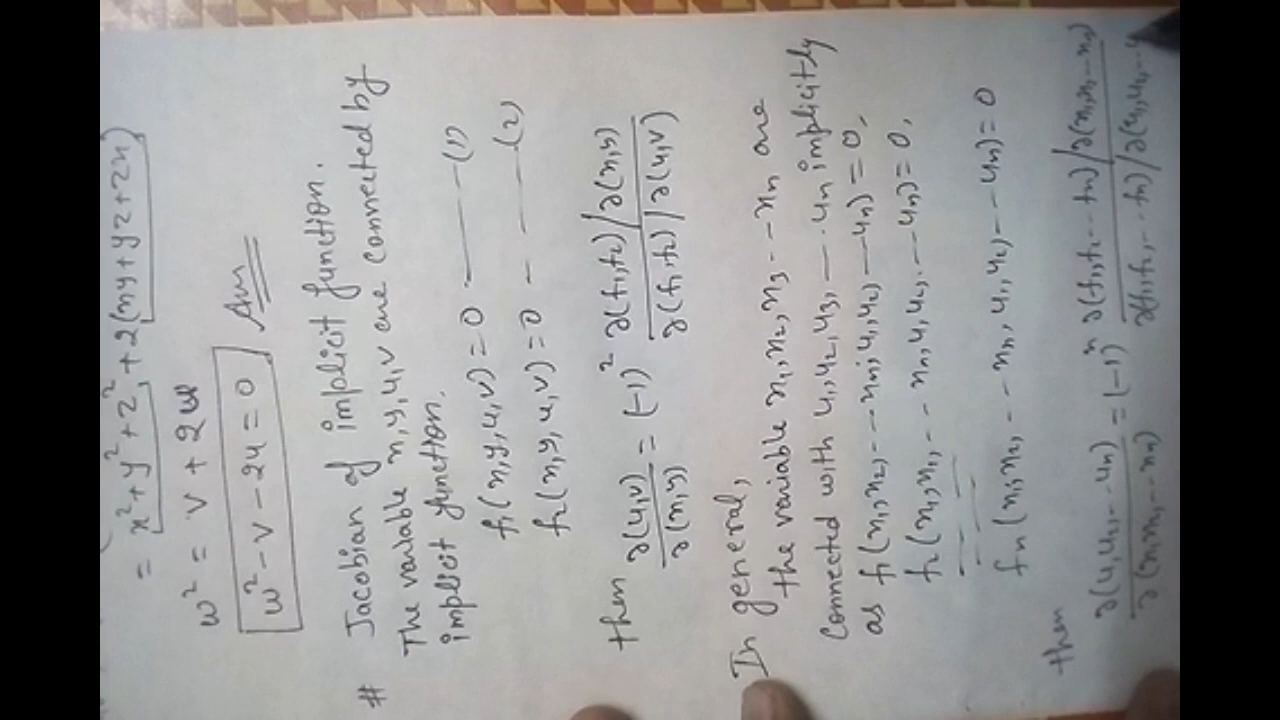 = x² + y² + z² + 2(xy + yz + zx)
w² = v + 2u
w² - v - 2u = 0 Ans
# Jacobian of implicit function.
The variable x, y, u, v are connected by
implicit function.
f₁(x, y, u, v) = 0 ——— (1)
f₂(x, y, u, v) = 0 - ——— (2)
then ∂(u,v)/∂(x,y) = (-1)² ∂(f₁,f₂)/∂(x,y) / ∂(f₁,f₂)/∂(u,v)
In general,
the variable x₁, x₂, x₃ - - xₙ are
connected with u₁, u₂, u₃, — - uₙ implicitly
as f₁(x₁, x₂, - - xₙ, u₁, u₂, — uₙ) = 0,
f₂(x₁, x₁, - - xₙ, u₁, u₂, - — uₙ) = 0,
- - - —
fₙ(x₁, x₂, - - xₙ, u₁, u₂, - - uₙ) = 0
then
∂(u₁, u₂, - - uₙ)/∂(x₁, x₂, - - xₙ) = (-1)ⁿ ∂(f₁, f₂ - - fₙ)/∂(x₁, x₂, - - xₙ) / ∂(f₁, f₂, - - fₙ)/∂(u₁, u₂, - -